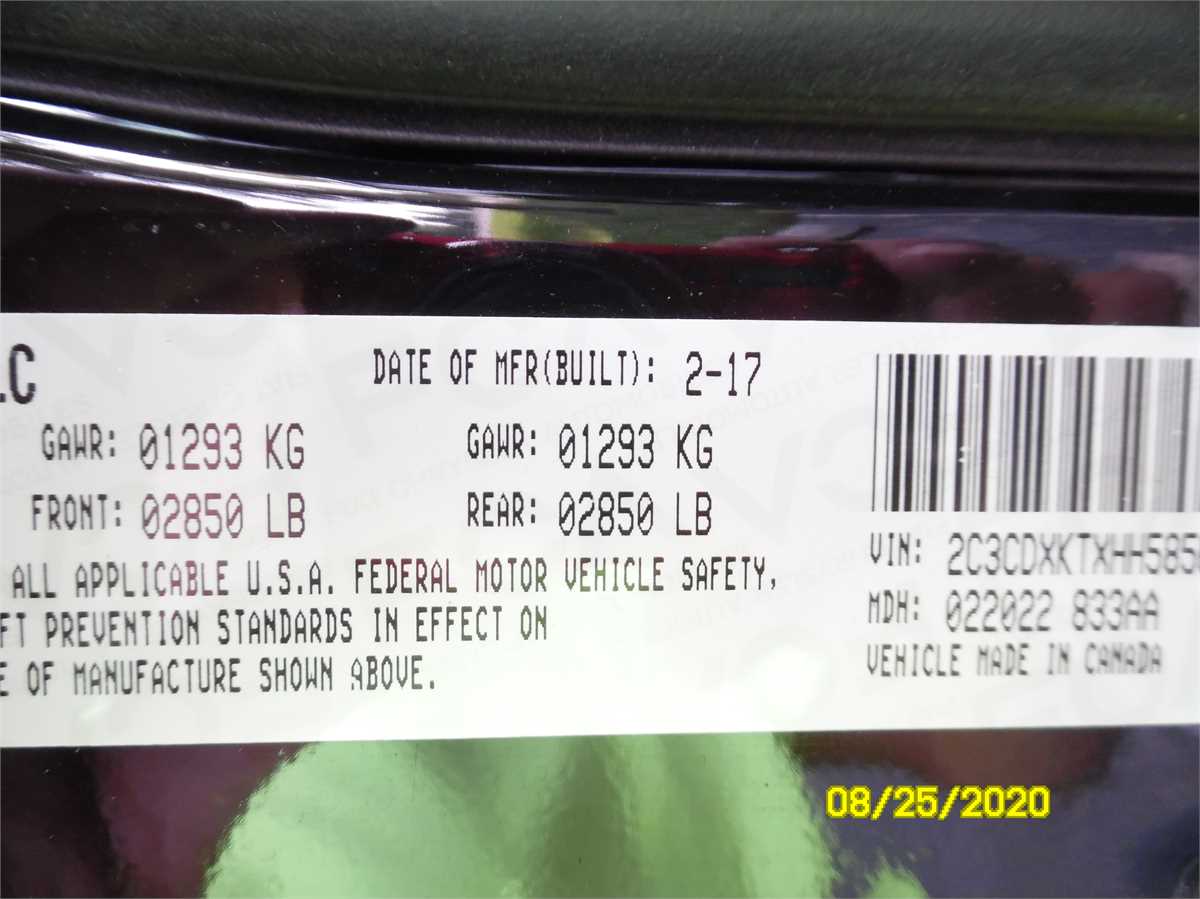 LC
DATE OF MFR(BUILT): 2-17
GAWR: 01293 KG GAWR: 01293 KG
FRONT: 02850 LB REAR: 02850 LB
ALL APPLICABLE U.S.A. FEDERAL MOTOR VEHICLE SAFETY,
FT PREVENTION STANDARDS IN EFFECT ON
E OF MANUFACTURE SHOWN ABOVE.
VIN: 2C3CDXKTXHH585
MDH: 022022 833AA
VEHICLE MADE IN CANADA
08/25/2020